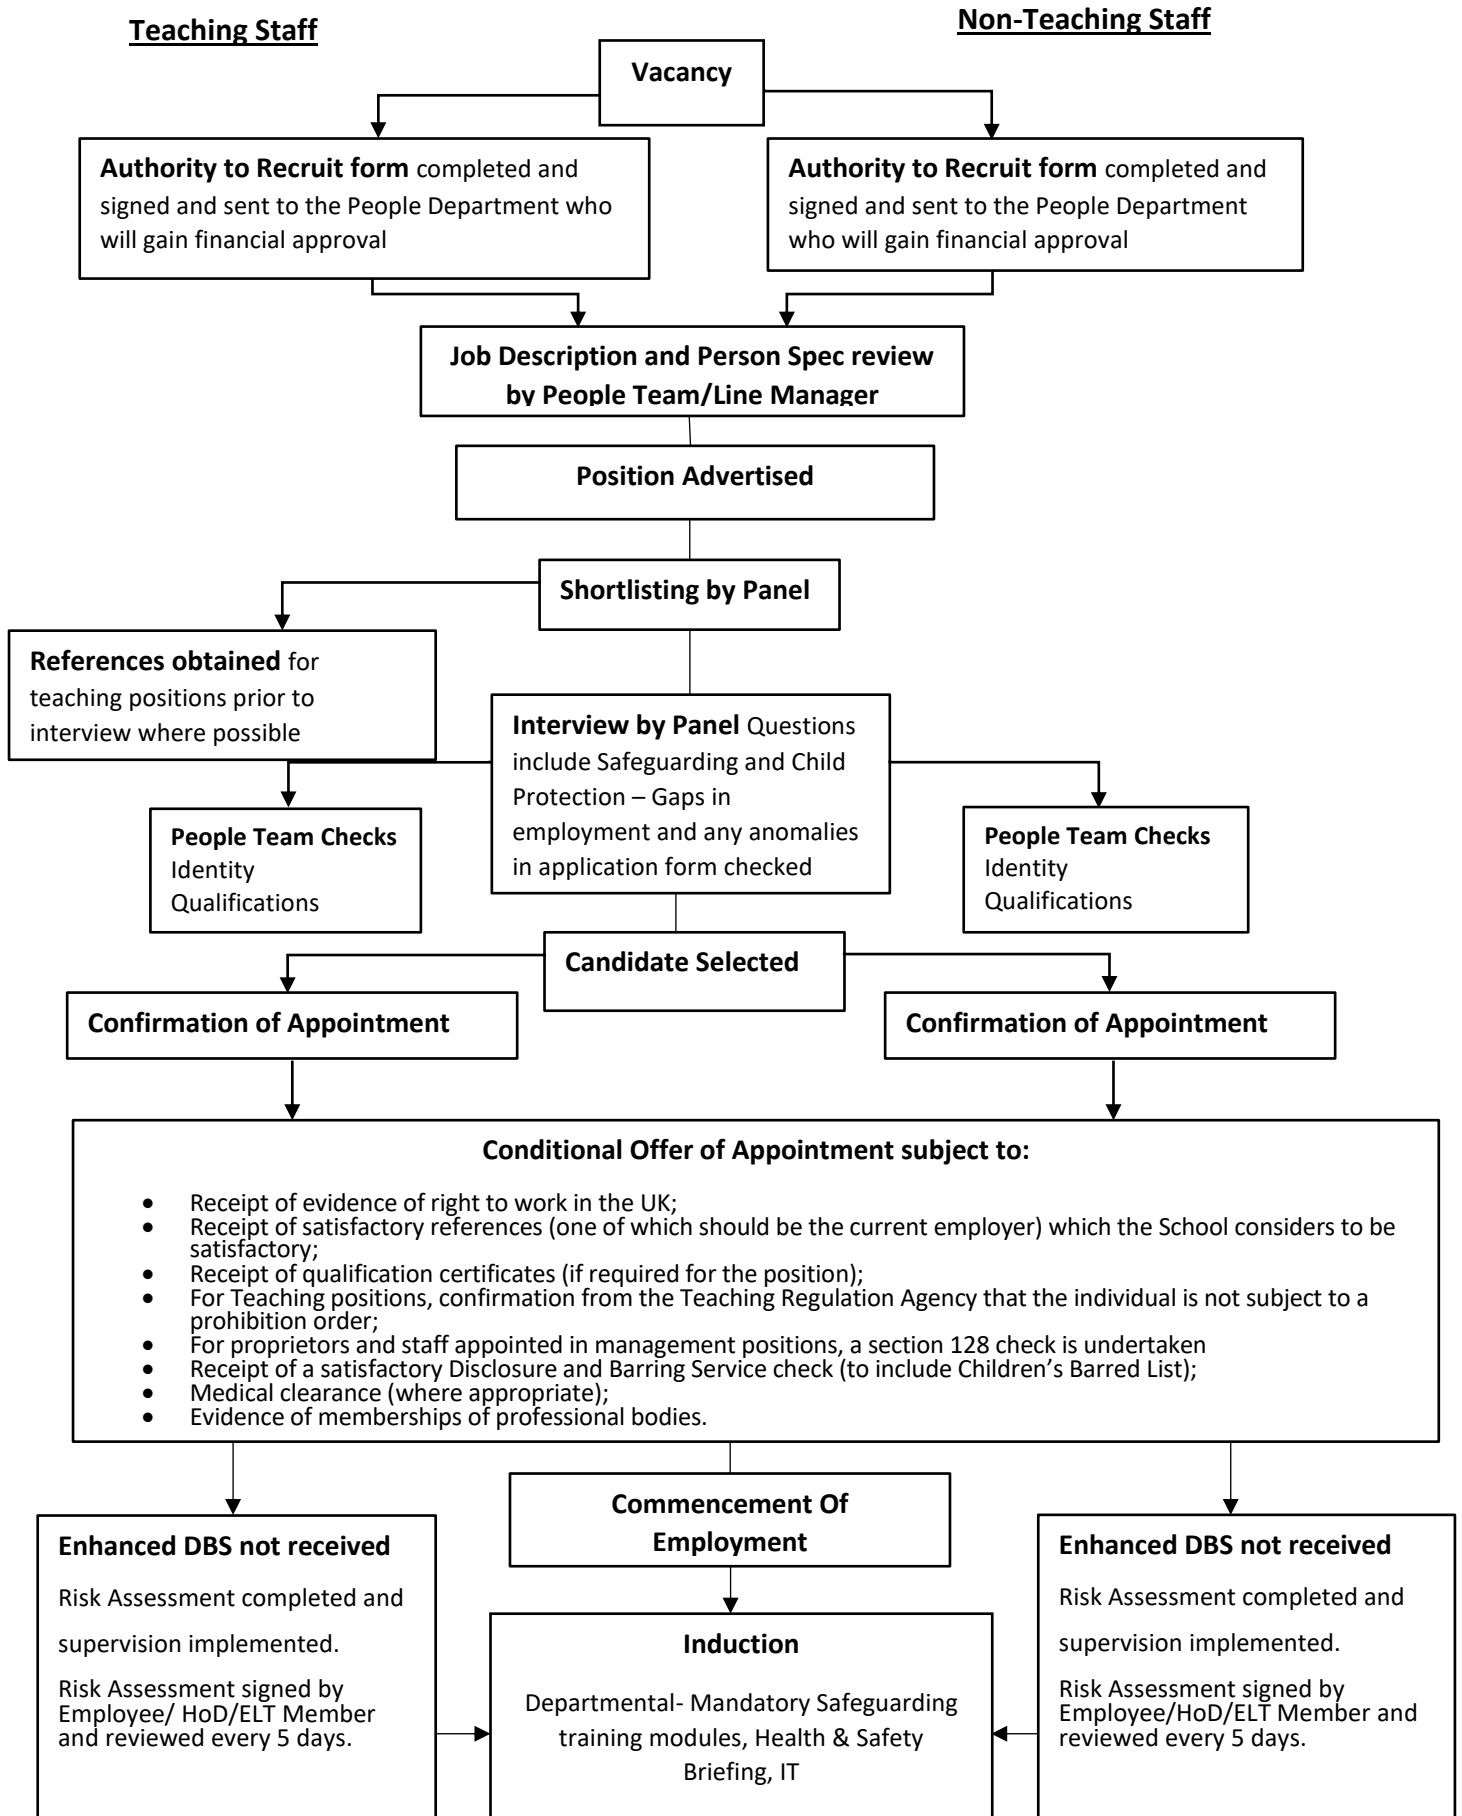 Teaching Staff
Non-Teaching Staff
Vacancy
Authority to Recruit form completed and
signed and sent to the People Department who
will gain financial approval
Authority to Recruit form completed and
signed and sent to the People Department
who will gain financial approval
Job Description and Person Spec review
by People Team/Line Manager
Position Advertised
Shortlisting by Panel
References obtained for
teaching positions prior to
interview where possible
Interview by Panel Questions
include Safeguarding and Child
Protection – Gaps in
employment and any anomalies
in application form checked
People Team Checks
Identity
Qualifications
People Team Checks
Identity
Qualifications
Candidate Selected
Confirmation of Appointment
Confirmation of Appointment
Conditional Offer of Appointment subject to:
• Receipt of evidence of right to work in the UK;
• Receipt of satisfactory references (one of which should be the current employer) which the School considers to be
satisfactory;
• Receipt of qualification certificates (if required for the position);
• For Teaching positions, confirmation from the Teaching Regulation Agency that the individual is not subject to a
prohibition order;
• For proprietors and staff appointed in management positions, a section 128 check is undertaken
• Receipt of a satisfactory Disclosure and Barring Service check (to include Children’s Barred List);
• Medical clearance (where appropriate);
• Evidence of memberships of professional bodies.
Enhanced DBS not received
Risk Assessment completed and
supervision implemented.
Risk Assessment signed by
Employee/ HoD/ELT Member
and reviewed every 5 days.
Commencement Of
Employment
Induction
Departmental- Mandatory Safeguarding
training modules, Health & Safety
Briefing, IT
Enhanced DBS not received
Risk Assessment completed and
supervision implemented.
Risk Assessment signed by
Employee/HoD/ELT Member and
reviewed every 5 days.